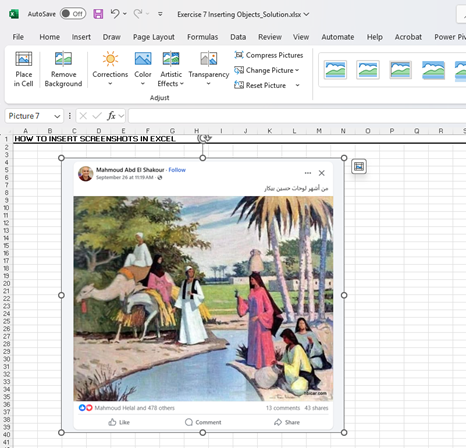 AutoSave Off Exercise 7 Inserting Objects_Solution.xlsx
File Home Insert Draw Page Layout Formulas Data Review View Automate Help Acrobat Power Piv
Place in Cell
Remove Background
Corrections
Color
Artistic Effects
Transparency
Compress Pictures
Change Picture
Reset Picture
Adjust
Picture 7 fx
A B C D E F G H I J K L M N O P Q R S
1 HOW TO INSERT SCREENSHOTS IN EXCEL
2
3
4
5
6
7
8
9
10
11
12
13
14
15
16
17
18
19
20
21
22
23
24
25
26
27
28
29
30
31
32
33
34
35
36
37
38
39
40
41
Mahmoud Abd El Shakour · Follow
September 26 at 11:19 AM ·
من أشهر لوحات حسين بيكار
Mahmoud Helal and 478 others 13 comments 43 shares
Like Comment Share